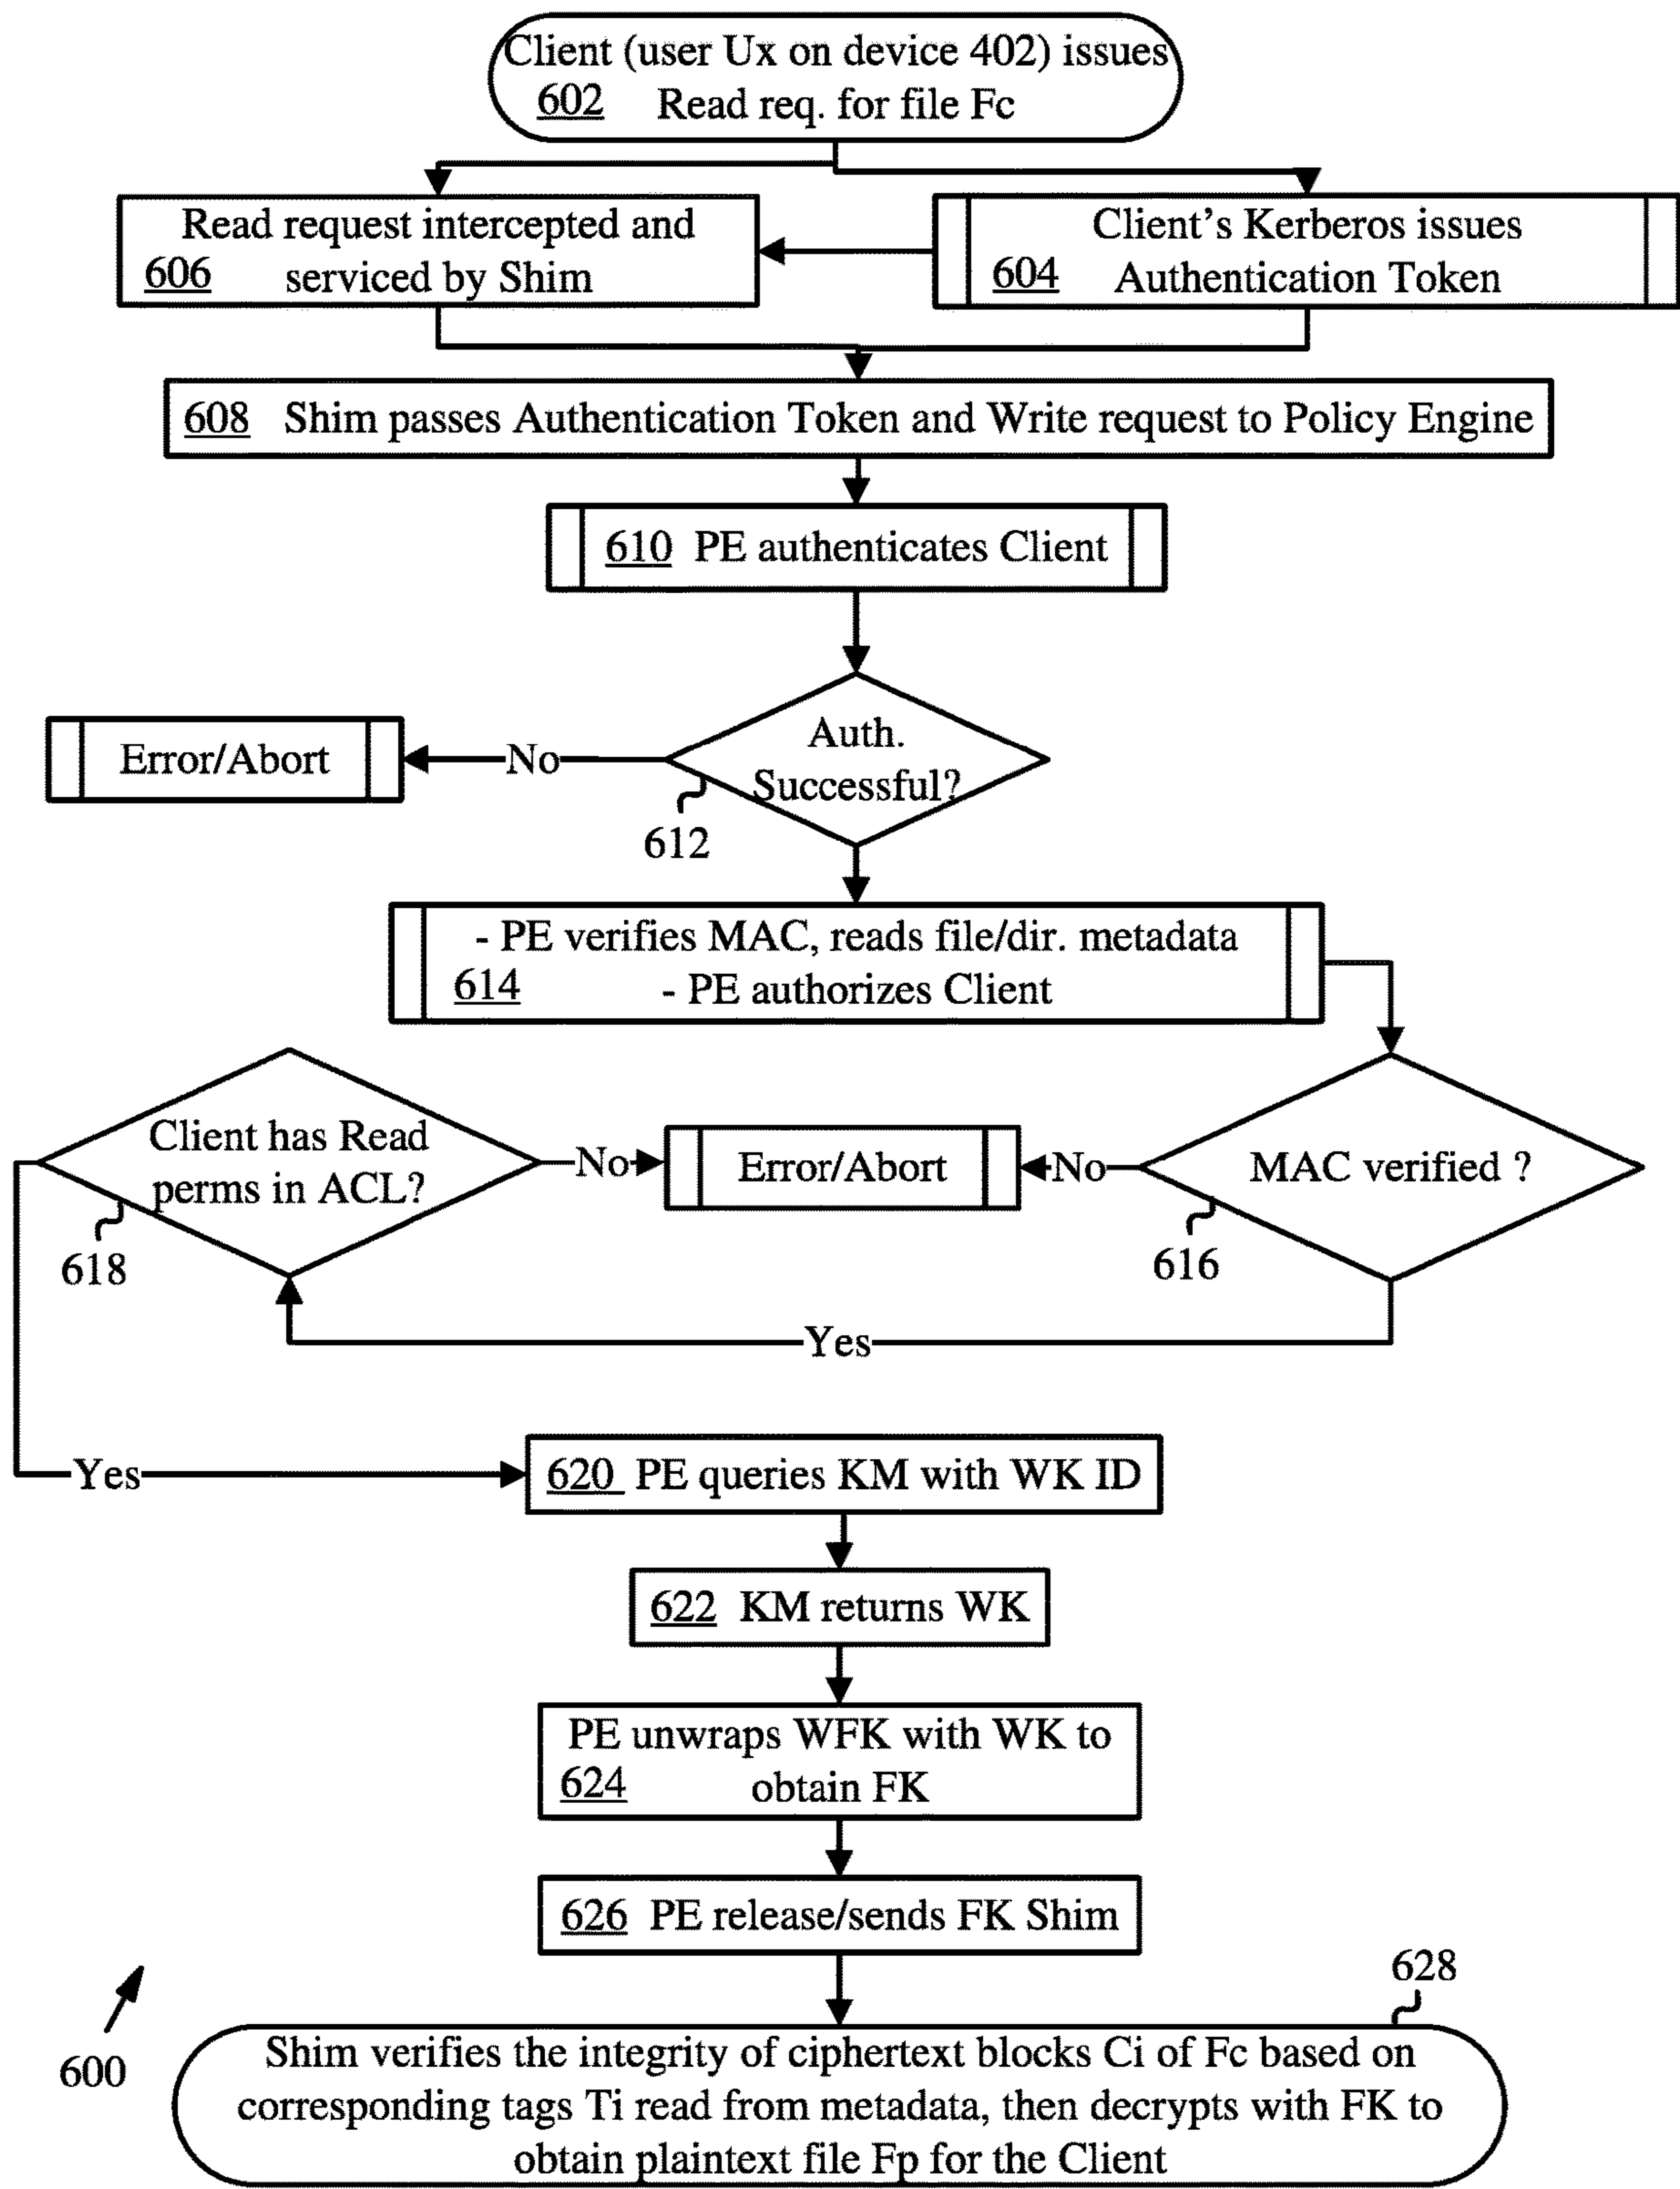 Client (user Ux on device 402) issues
602 Read req. for file Fc
Read request intercepted and
606 serviced by Shim
Client's Kerberos issues
604 Authentication Token
608 Shim passes Authentication Token and Write request to Policy Engine
610 PE authenticates Client
Auth.
Successful?
No
Error/Abort
612
- PE verifies MAC, reads file/dir. metadata
614 - PE authorizes Client
Client has Read
perms in ACL?
No
Error/Abort
No
MAC verified ?
618
616
Yes
Yes
620 PE queries KM with WK ID
622 KM returns WK
PE unwraps WFK with WK to
624 obtain FK
626 PE release/sends FK Shim
628
600
Shim verifies the integrity of ciphertext blocks Ci of Fc based on
corresponding tags Ti read from metadata, then decrypts with FK to
obtain plaintext file Fp for the Client